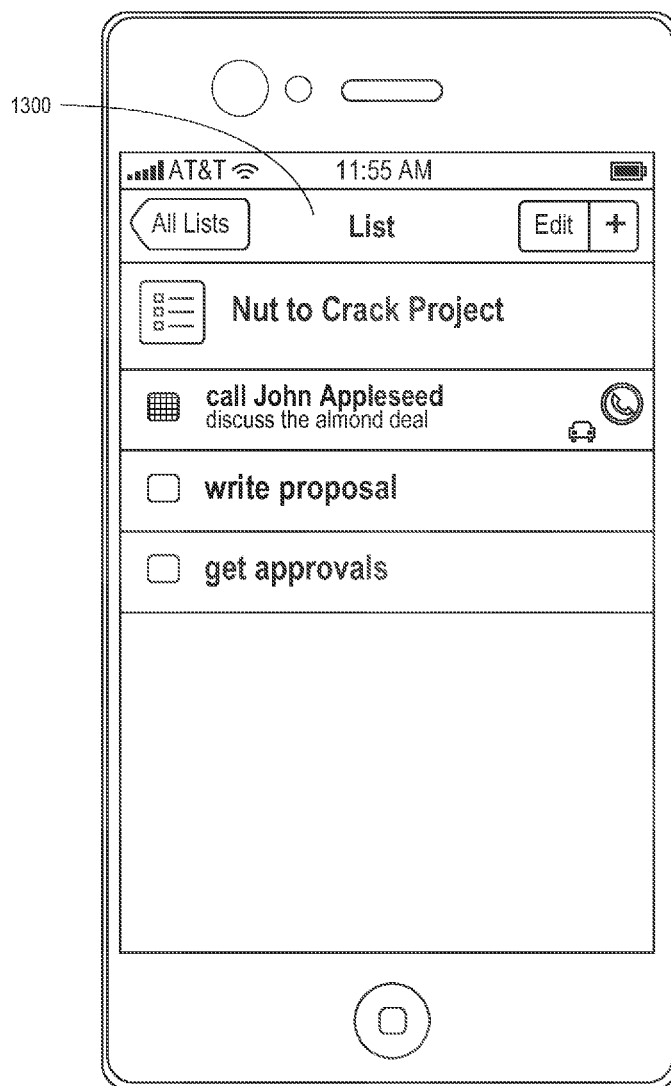 1300
AT&T 11:55 AM
All Lists List Edit +
Nut to Crack Project
call John Appleseed
discuss the almond deal
write proposal
get approvals